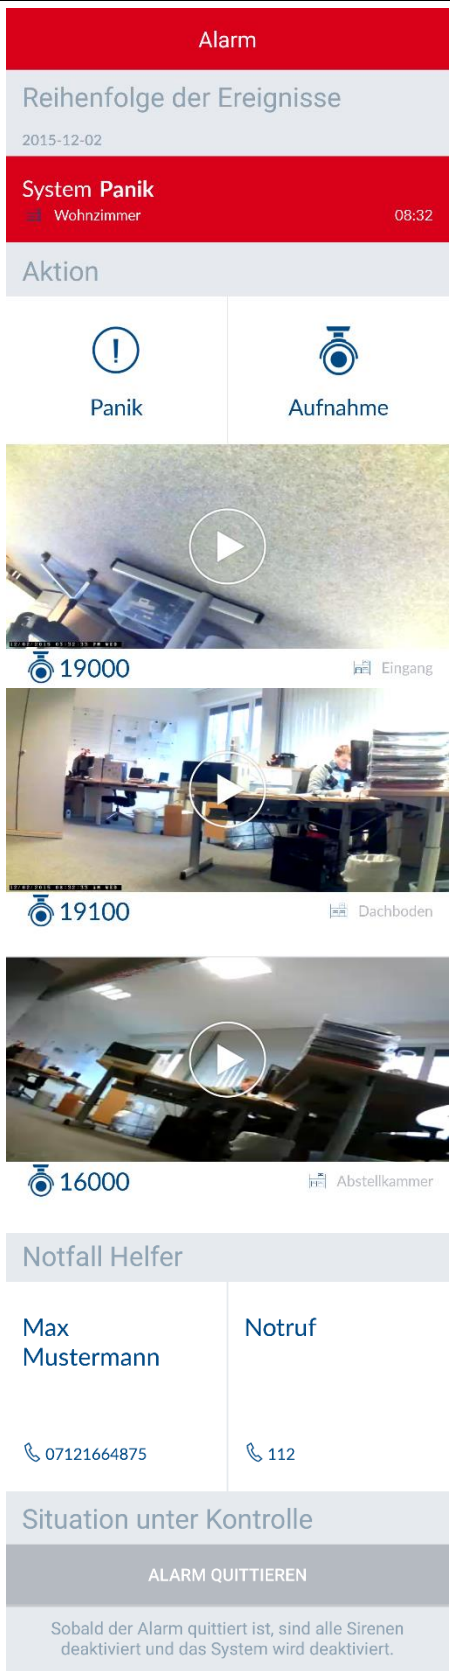 Alarm
Reihenfolge der Ereignisse
2015-12-02
System Panik
Wohnzimmer 08:32
Aktion
Panik Aufnahme
19000 Eingang
19100 Dachboden
16000 Abstellkammer
Notfall Helfer
Max Notruf
Mustermann
07121664875 112
Situation unter Kontrolle
ALARM QUITTIEREN
Sobald der Alarm quittiert ist, sind alle Sirenen
deaktiviert und das System wird deaktiviert.